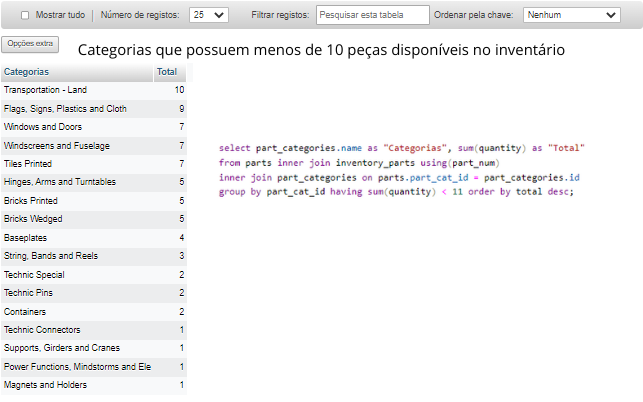 Mostrar tudo | Número de registos: 25 Filtrar registos: Pesquisar esta tabela Ordenar pela chave: Nenhum
Opções extra
Categorias que possuem menos de 10 peças disponíveis no inventário
Categorias Total
Transportation - Land 10
Flags, Signs, Plastics and Cloth 9
Windows and Doors 7
Windscreens and Fuselage 7
Tiles Printed 7
Hinges, Arms and Turntables 5
Bricks Printed 5
Bricks Wedged 5
Baseplates 4
String, Bands and Reels 3
Technic Special 2
Technic Pins 2
Containers 2
Technic Connectors 1
Supports, Girders and Cranes 1
Power Functions, Mindstorms and Ele 1
Magnets and Holders 1
select part_categories.name as "Categorias", sum(quantity) as "Total"
from parts inner join inventory_parts using(part_num)
inner join part_categories on parts.part_cat_id = part_categories.id
group by part_cat_id having sum(quantity) < 11 order by total desc;